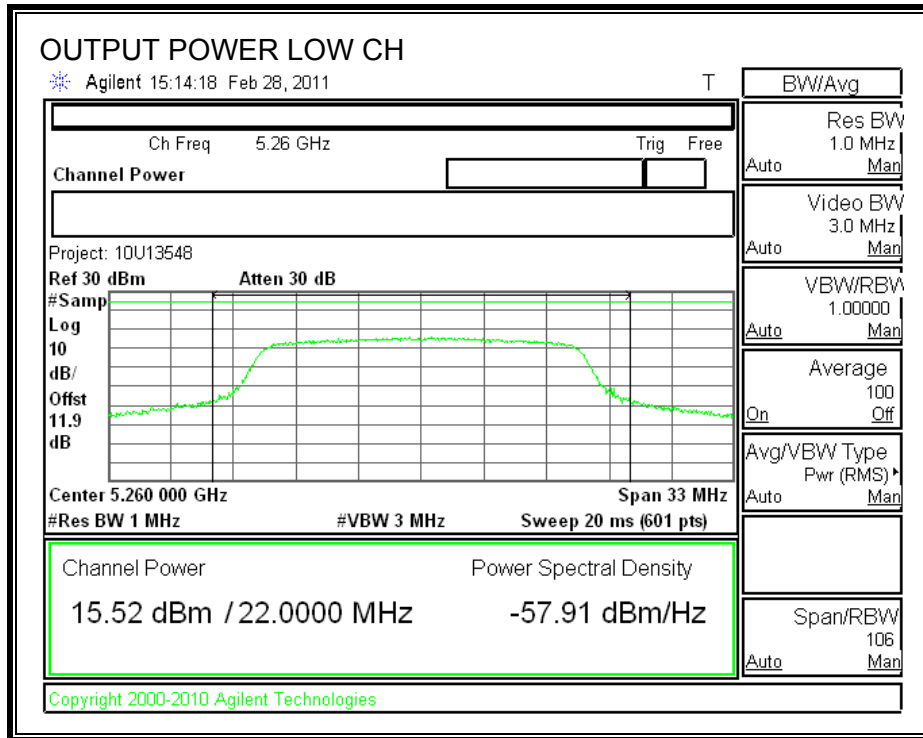 OUTPUT POWER LOW CH
Agilent 15:14:18 Feb 28, 2011 T
Ch Freq 5.26 GHz Trig Free
Channel Power
Project: 10U13548
Ref 30 dBm Atten 30 dB
#Samp
Log
10
dB/
Offst
11.9
dB
Center 5.260 000 GHz Span 33 MHz
#Res BW 1 MHz #VBW 3 MHz Sweep 20 ms (601 pts)
Channel Power Power Spectral Density
15.52 dBm / 22.0000 MHz -57.91 dBm/Hz
Copyright 2000-2010 Agilent Technologies
BW/Avg
Res BW
1.0 MHz
Auto Man
Video BW
3.0 MHz
Auto Man
VBW/RBW
1.00000
Auto Man
Average
100
On Off
Avg/VBW Type
Pwr (RMS)
Auto Man
Span/RBW
106
Auto Man